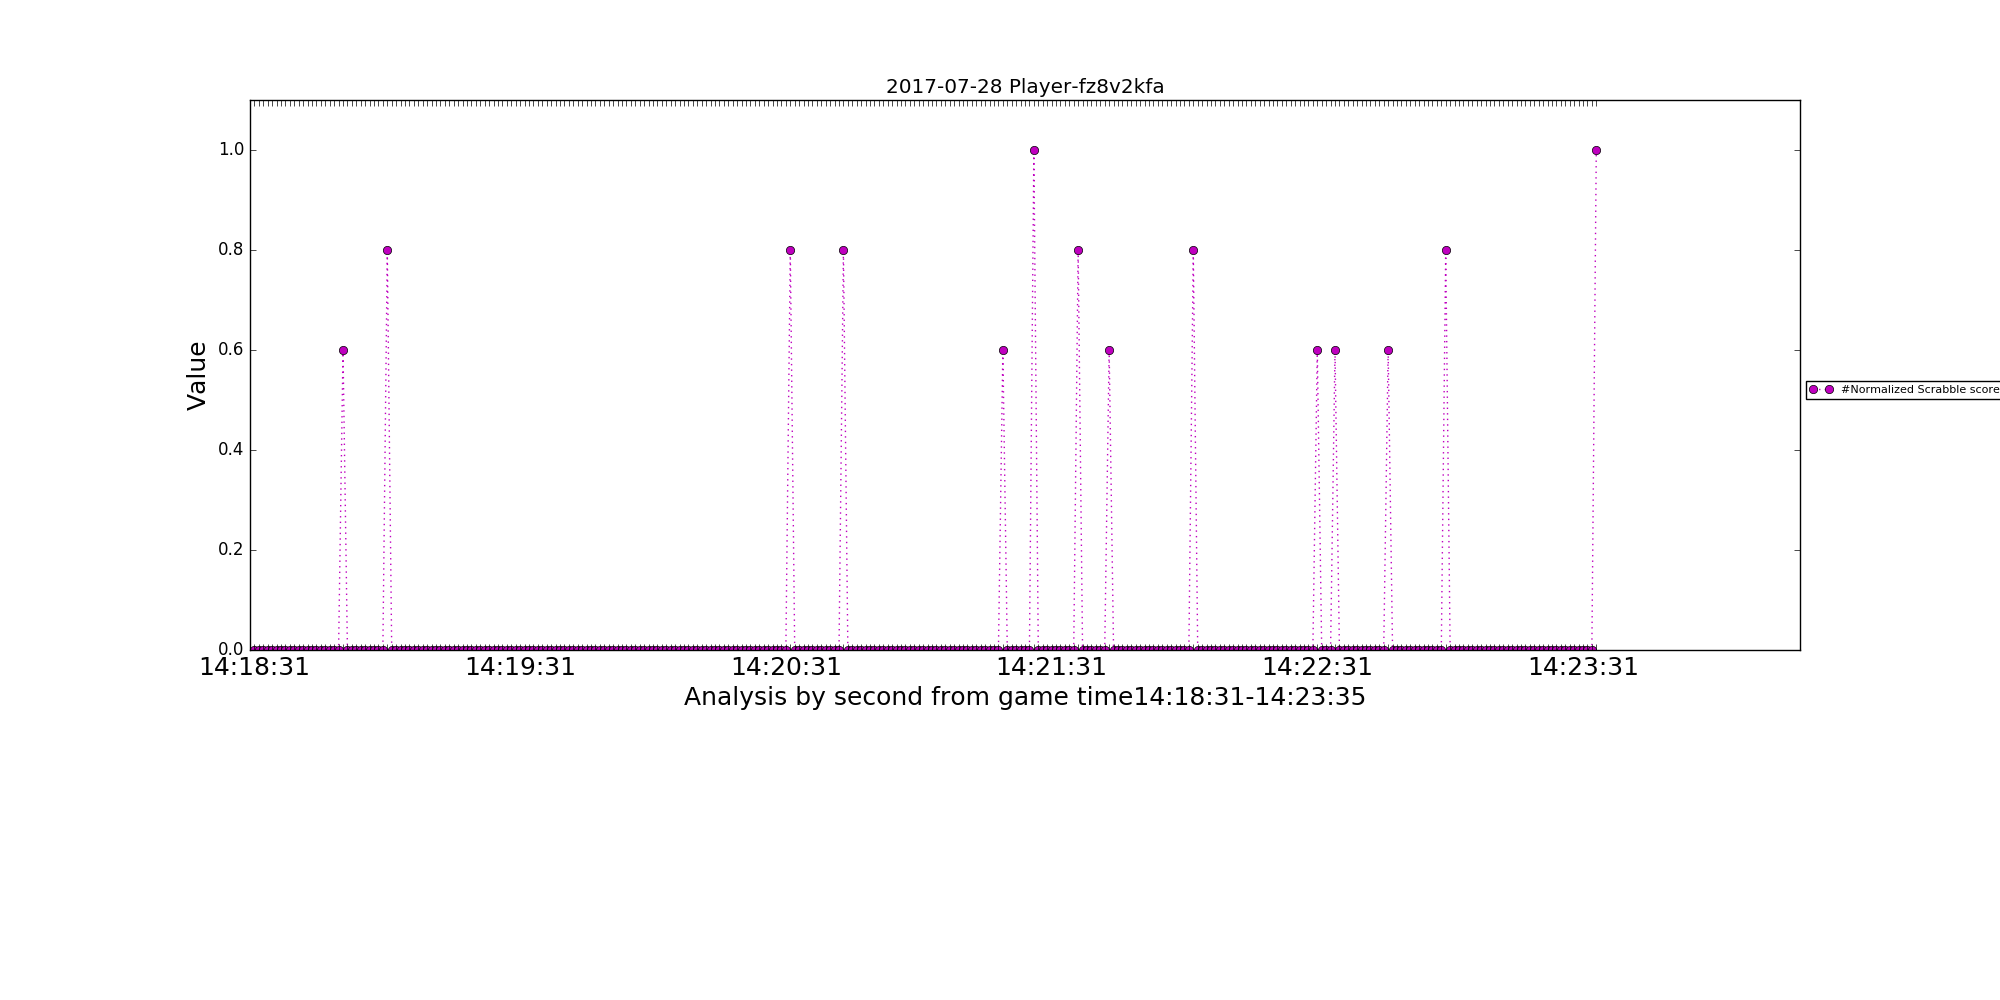 2017-07-28 Player-fz8v2kfa
1.0
0.8
0.6
0.4
0.2
0.0
Value
#Normalized Scrabble score
14:18:31 14:19:31 14:20:31 14:21:31 14:22:31 14:23:31
Analysis by second from game time14:18:31-14:23:35